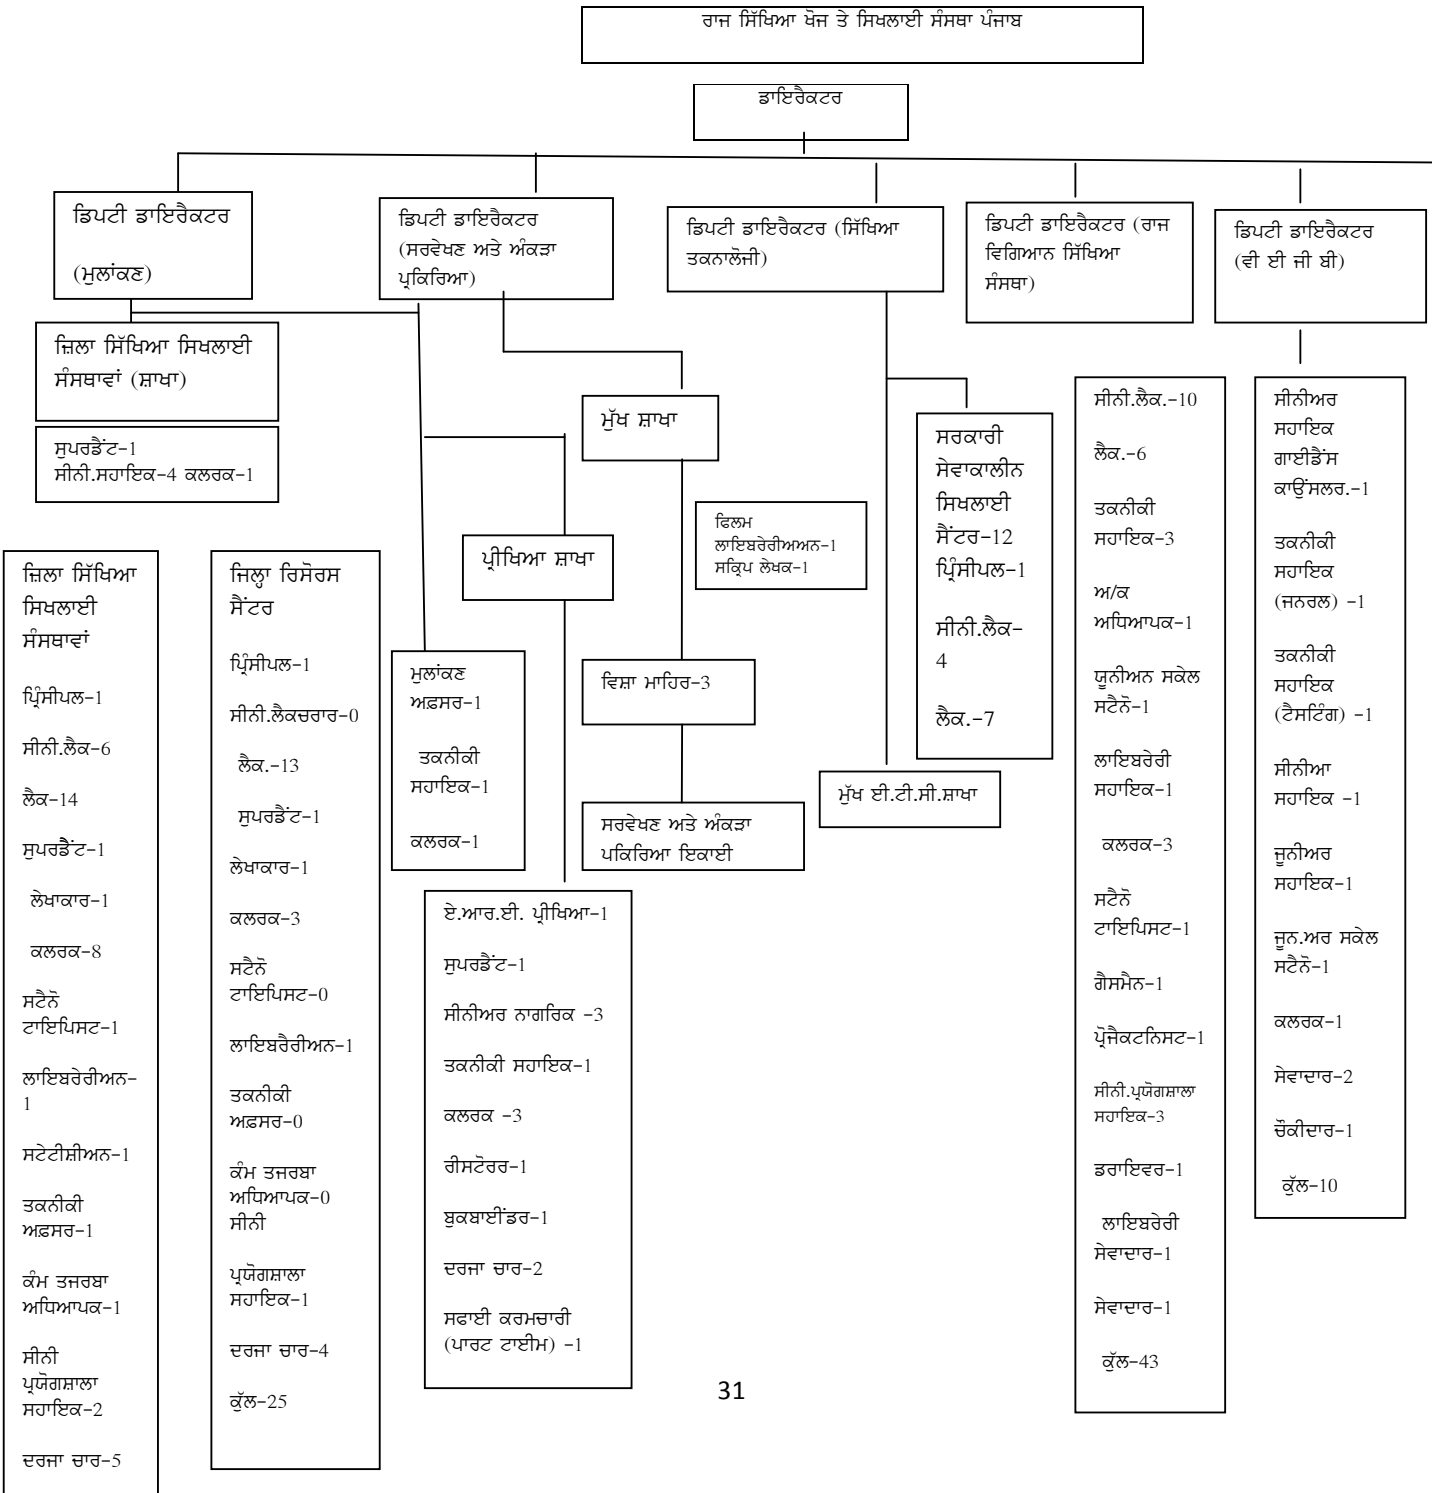 ਰਾਜ ਸਿੱਖਿਆ ਖੋਜ ਤੇ ਸਿਖਲਾਈ ਸੰਸਥਾ ਪੰਜਾਬ
ਡਾਇਰੈਕਟਰ
ਡਿਪਟੀ ਡਾਇਰੈਕਟਰ
(ਮੁਲਾਂਕਣ)
ਡਿਪਟੀ ਡਾਇਰੈਕਟਰ
(ਸਰਵੇਖਣ ਅਤੇ ਅੰਕੜਾ
ਪ੍ਰਕਿਰਿਆ)
ਡਿਪਟੀ ਡਾਇਰੈਕਟਰ (ਸਿੱਖਿਆ
ਤਕਨਾਲੋਜੀ)
ਡਿਪਟੀ ਡਾਇਰੈਕਟਰ (ਰਾਜ
ਵਿਗਿਆਨ ਸਿੱਖਿਆ
ਸੰਸਥਾ)
ਡਿਪਟੀ ਡਾਇਰੈਕਟਰ
(ਵੀ ਈ ਜੀ ਬੀ)
ਜ਼ਿਲਾ ਸਿੱਖਿਆ ਸਿਖਲਾਈ
ਸੰਸਥਾਵਾਂ (ਸ਼ਾਖਾ)
ਸੁਪਰਡੈਂਟ-1
ਸੀਨੀ.ਸਹਾਇਕ-4 ਕਲਰਕ-1
ਜ਼ਿਲਾ ਸਿੱਖਿਆ
ਸਿਖਲਾਈ
ਸੰਸਥਾਵਾਂ
ਪ੍ਰਿੰਸੀਪਲ-1
ਸੀਨੀ.ਲੈਕ-6
ਲੈਕ-14
ਸੁਪਰਡੈਂਟ-1
ਲੇਖਾਕਾਰ-1
ਕਲਰਕ-8
ਸਟੈਨੋ
ਟਾਇਪਿਸਟ-1
ਲਾਇਬਰੇਰੀਅਨ-
1
ਸਟੇਟੀਸ਼ੀਅਨ-1
ਤਕਨੀਕੀ
ਅਫ਼ਸਰ-1
ਕੰਮ ਤਜਰਬਾ
ਅਧਿਆਪਕ-1
ਸੀਨੀ
ਪ੍ਰਯੋਗਸ਼ਾਲਾ
ਸਹਾਇਕ-2
ਦਰਜਾ ਚਾਰ-5
ਜਿਲ੍ਹਾ ਰਿਸੋਰਸ
ਸੈਂਟਰ
ਪ੍ਰਿੰਸੀਪਲ-1
ਸੀਨੀ.ਲੈਕਚਰਾਰ-0
ਲੈਕ.-13
ਸੁਪਰਡੈਂਟ-1
ਲੇਖਾਕਾਰ-1
ਕਲਰਕ-3
ਸਟੈਨੋ
ਟਾਇਪਿਸਟ-0
ਲਾਇਬਰੈਰੀਅਨ-1
ਤਕਨੀਕੀ
ਅਫ਼ਸਰ-0
ਕੰਮ ਤਜਰਬਾ
ਅਧਿਆਪਕ-0
ਸੀਨੀ
ਪ੍ਰਯੋਗਸ਼ਾਲਾ
ਸਹਾਇਕ-1
ਦਰਜਾ ਚਾਰ-4
ਕੁੱਲ-25
ਮੁਲਾਂਕਣ
ਅਫ਼ਸਰ-1
ਤਕਨੀਕੀ
ਸਹਾਇਕ-1
ਕਲਰਕ-1
ਪ੍ਰੀਖਿਆ ਸ਼ਾਖਾ
ਏ.ਆਰ.ਈ. ਪ੍ਰੀਖਿਆ-1
ਸੁਪਰਡੈਂਟ-1
ਸੀਨੀਅਰ ਨਾਗਰਿਕ -3
ਤਕਨੀਕੀ ਸਹਾਇਕ-1
ਕਲਰਕ -3
ਰੀਸਟੋਰਰ-1
ਬੁਕਬਾਈਂਡਰ-1
ਦਰਜਾ ਚਾਰ-2
ਸਫਾਈ ਕਰਮਚਾਰੀ
(ਪਾਰਟ ਟਾਈਮ) -1
ਮੁੱਖ ਸ਼ਾਖਾ
ਫਿਲਮ
ਲਾਇਬਰੇਰੀਅਅਨ-1
ਸਕ੍ਰਿਪ ਲੇਖਕ-1
ਵਿਸ਼ਾ ਮਾਹਿਰ-3
ਸਰਵੇਖਣ ਅਤੇ ਅੰਕੜਾ
ਪਕਿਰਿਆ ਇਕਾਈ
ਮੁੱਖ ਈ.ਟੀ.ਸੀ.ਸ਼ਾਖਾ
ਸਰਕਾਰੀ
ਸੇਵਾਕਾਲੀਨ
ਸਿਖਲਾਈ
ਸੈਂਟਰ-12
ਪ੍ਰਿੰਸੀਪਲ-1
ਸੀਨੀ.ਲੈਕ-
4
ਲੈਕ.-7
ਸੀਨੀ.ਲੈਕ.-10
ਲੈਕ.-6
ਤਕਨੀਕੀ
ਸਹਾਇਕ-3
ਅ/ਕ
ਅਧਿਆਪਕ-1
ਯੂਨੀਅਨ ਸਕੇਲ
ਸਟੈਨੋ-1
ਲਾਇਬਰੇਰੀ
ਸਹਾਇਕ-1
ਕਲਰਕ-3
ਸਟੈਨੋ
ਟਾਇਪਿਸਟ-1
ਗੈਸਮੈਨ-1
ਪ੍ਰੋਜੈਕਟਨਿਸਟ-1
ਸੀਨੀ.ਪ੍ਰਯੋਗਸ਼ਾਲਾ
ਸਹਾਇਕ-3
ਡਰਾਇਵਰ-1
ਲਾਇਬਰੇਰੀ
ਸੇਵਾਦਾਰ-1
ਸੇਵਾਦਾਰ-1
ਕੁੱਲ-43
ਸੀਨੀਅਰ
ਸਹਾਇਕ
ਗਾਈਡੈਂਸ
ਕਾਉਂਸਲਰ.-1
ਤਕਨੀਕੀ
ਸਹਾਇਕ
(ਜਨਰਲ) -1
ਤਕਨੀਕੀ
ਸਹਾਇਕ
(ਟੈਸਟਿੰਗ) -1
ਸੀਨੀਆ
ਸਹਾਇਕ -1
ਜੂਨੀਅਰ
ਸਹਾਇਕ-1
ਜੂਨ.ਅਰ ਸਕੇਲ
ਸਟੈਨੋ-1
ਕਲਰਕ-1
ਸੇਵਾਦਾਰ-2
ਚੌਕੀਦਾਰ-1
ਕੁੱਲ-10
31